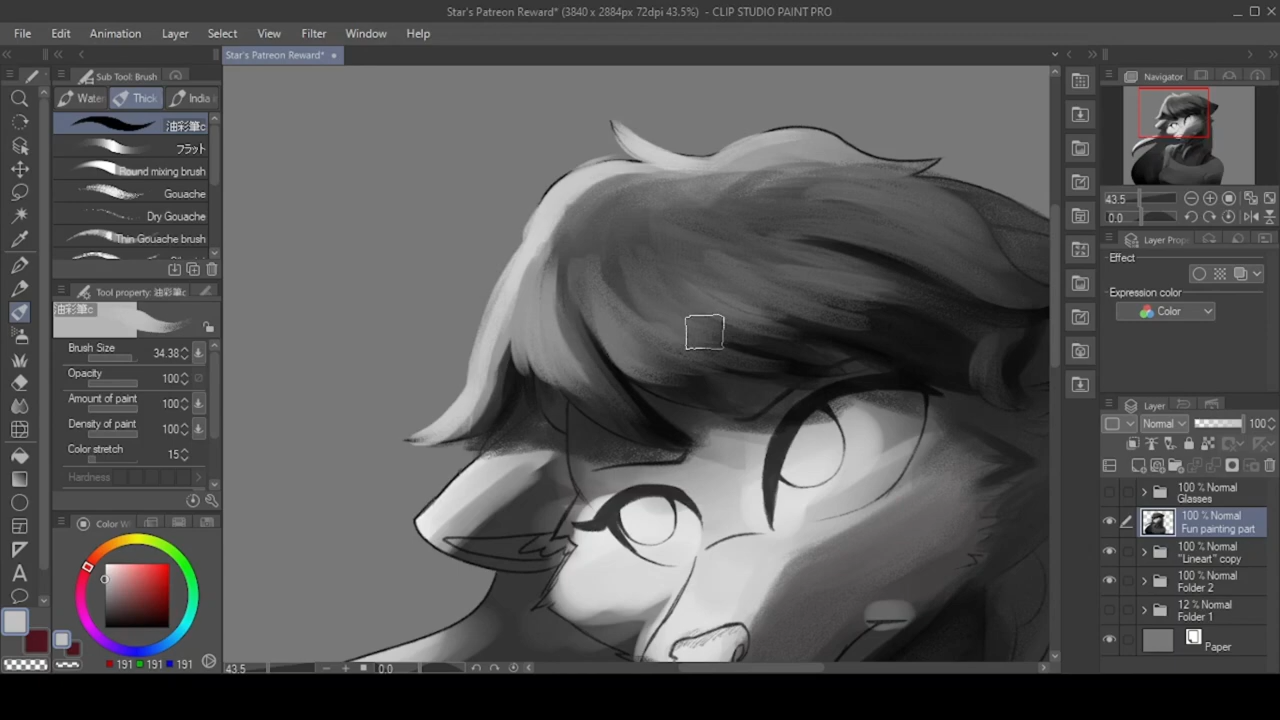 Star's Patreon Reward* (3840 x 2884px 72dpi 43.5%) - CLIP STUDIO PAINT PRO
File Edit Animation Layer Select View Filter Window Help
Star's Patreon Reward*
Sub Tool: Brush
Water
Thick
India
油彩筆c
フラット
Round mixing brush
Gouache
Dry Gouache
Thin Gouache brush
Tool property: 油彩筆c
油彩筆c
Brush Size 34.38
Opacity 100
Amount of paint 100
Density of paint 100
Color stretch 15
Hardness
Color W
191 191 191
43.5 0.0
Navigator
43.5
0.0
Layer Prop
Effect
Expression color
Color
Layer
Normal 100
100 % Normal
Glasses
100 % Normal
Fun painting part
100 % Normal
"Lineart" copy
100 % Normal
Folder 2
12 % Normal
Folder 1
Paper